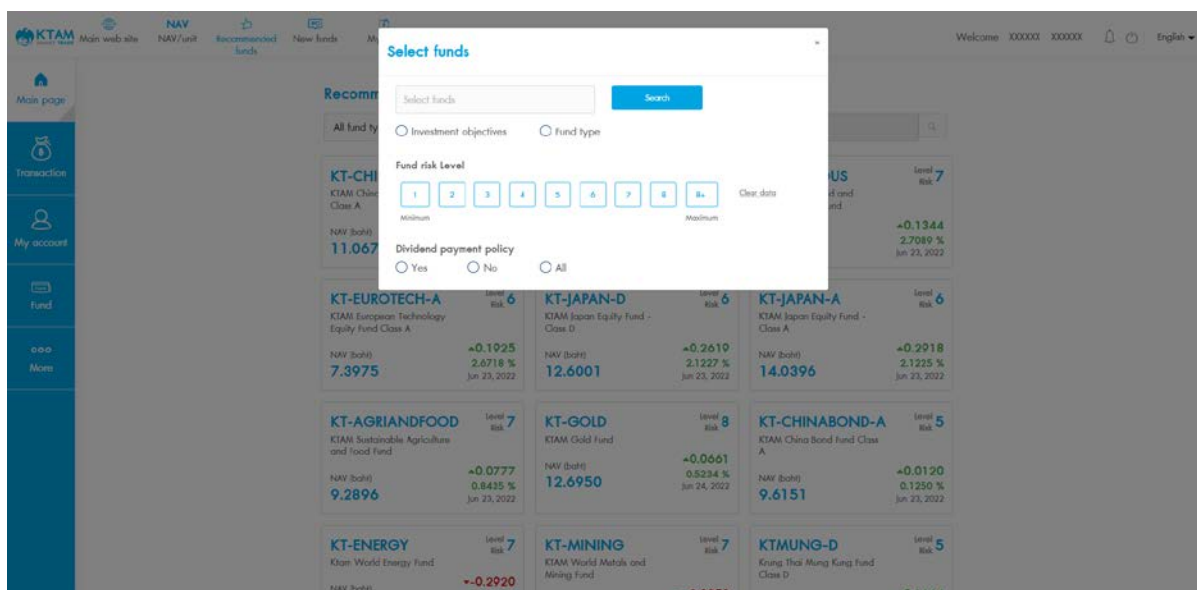 KTAM
SMART TRADE
Main web site
NAV
NAV/unit
Recommended
funds
New funds
Welcome XXXXXX XXXXXX
English
Main page
Transaction
My account
Fund
More
Select funds
Select funds
Search
Investment objectives
Fund type
Fund risk Level
1 2 3 4 5 6 7 8 8+
Clear data
Minimum
Maximum
Dividend payment policy
Yes No All
Recomm
All fund ty
KT-CHI
KTAM Chin
Class A
NAV (baht)
11.067
US
Level
Risk 7
d and
und
0.1344
2.7089 %
Jun 23, 2022
KT-EUROTECH-A
Level
Risk 6
KTAM European Technology
Equity Fund Class A
NAV (baht)
7.3975
0.1925
2.6718 %
Jun 23, 2022
KT-JAPAN-D
Level
Risk 6
KTAM Japan Equity Fund -
Class D
NAV (baht)
12.6001
0.2619
2.1227 %
Jun 23, 2022
KT-JAPAN-A
Level
Risk 6
KTAM Japan Equity Fund -
Class A
NAV (baht)
14.0396
0.2918
2.1225 %
Jun 23, 2022
KT-AGRIANDFOOD
Level
Risk 7
KTAM Sustainable Agriculture
and Food Fund
NAV (baht)
9.2896
0.0777
0.8435 %
Jun 23, 2022
KT-GOLD
Level
Risk 8
KTAM Gold Fund
NAV (baht)
12.6950
0.0661
0.5234 %
Jun 24, 2022
KT-CHINABOND-A
Level
Risk 5
KTAM China Bond Fund Class
A
NAV (baht)
9.6151
0.0120
0.1250 %
Jun 23, 2022
KT-ENERGY
Level
Risk 7
Ktam World Energy Fund
NAV (baht)
-0.2920
KT-MINING
Level
Risk 7
KTAM World Metals and
Mining Fund
KTMUNG-D
Level
Risk 5
Krung Thai Mung Kung Fund
Class D